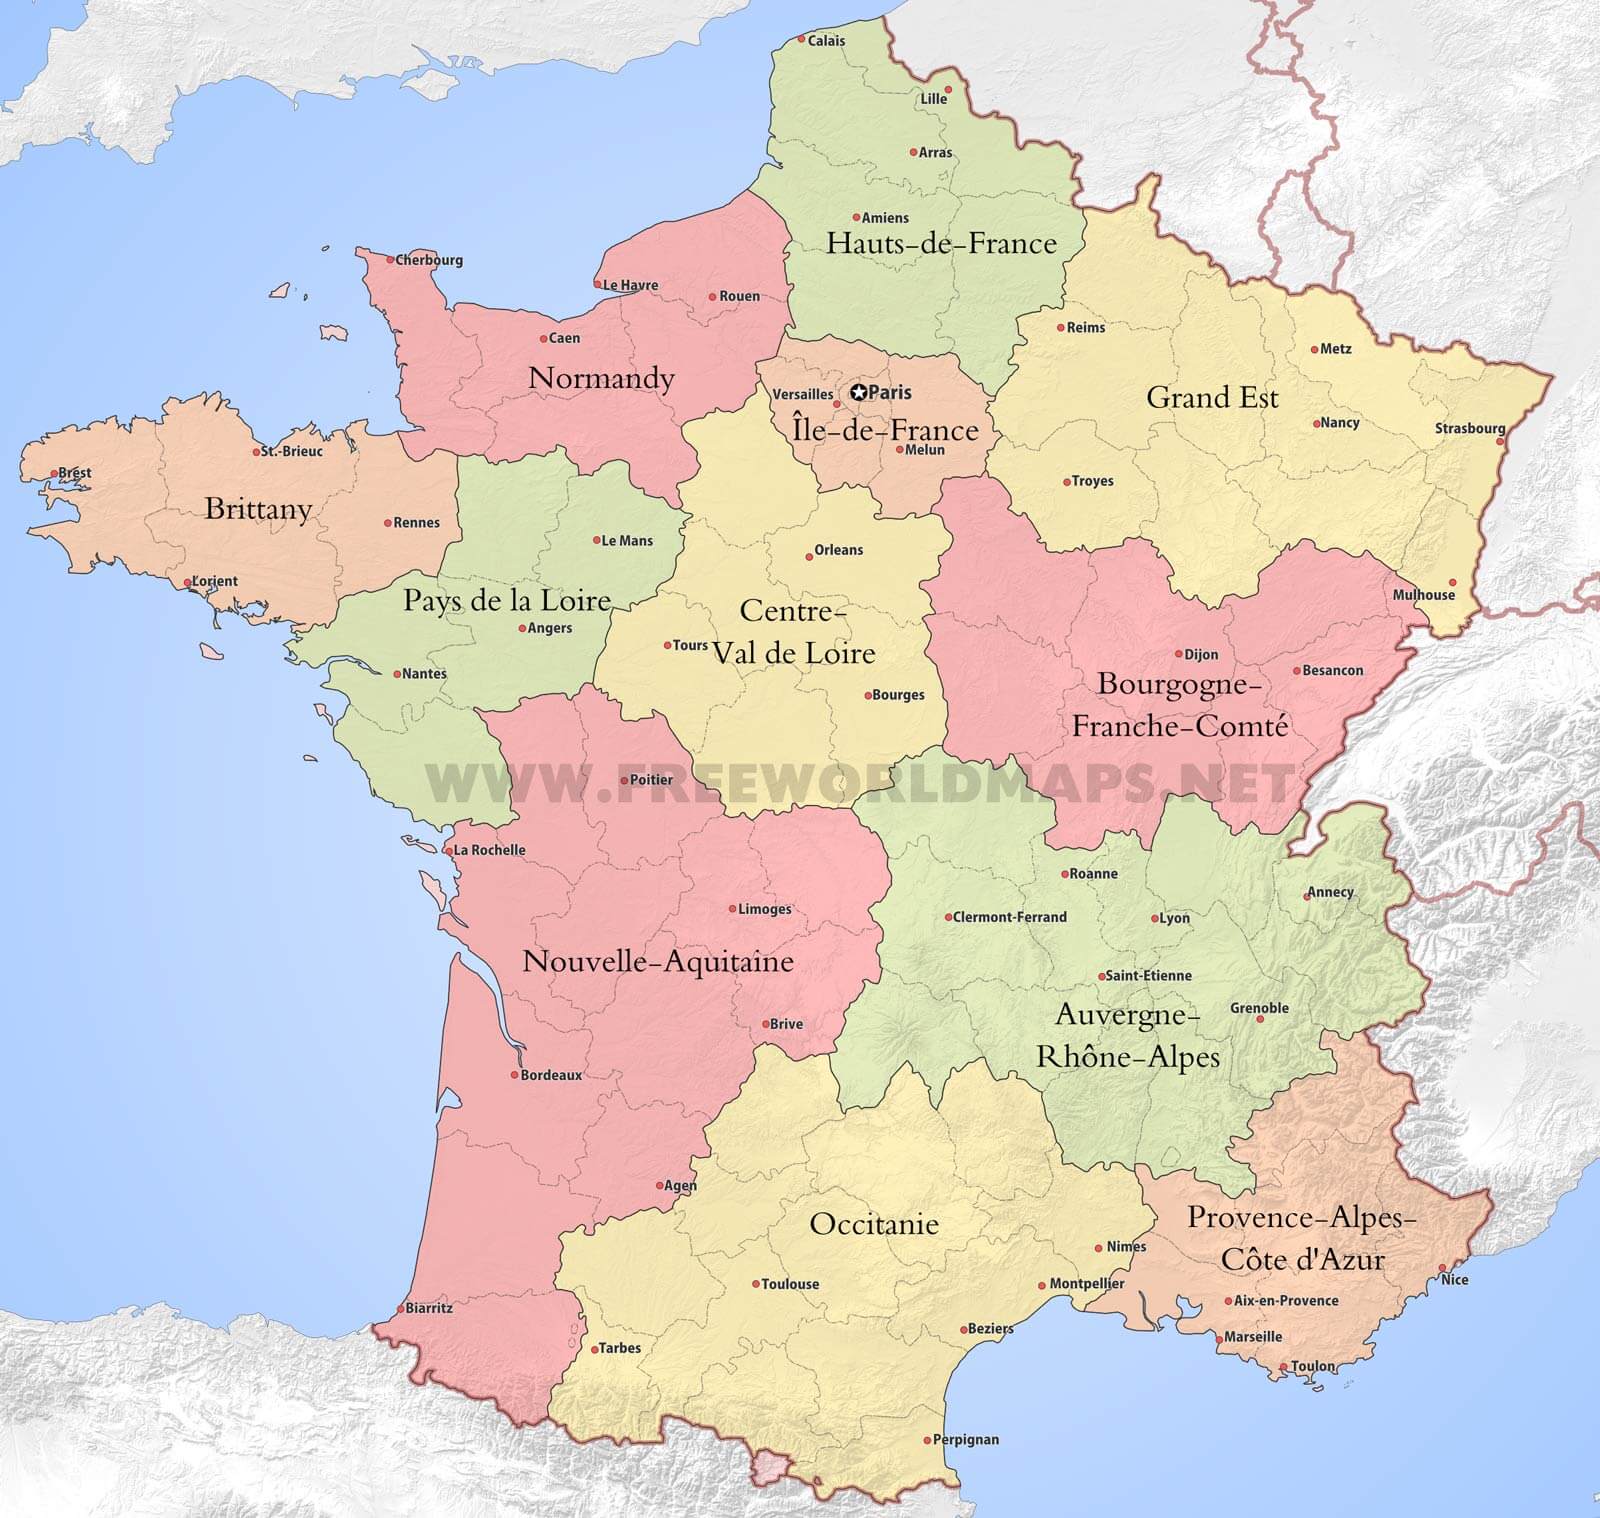 Calais
Lille
Arras
Amiens
Hauts-de-France
Cherbourg
Le Havre
Rouen
Caen
Normandy
Reims
Metz
Grand Est
Nancy
Strasbourg
Troyes
Mulhouse
Versailles
Paris
Île-de-France
Melun
St.-Brieuc
Brest
Brittany
Rennes
Lorient
Le Mans
Pays de la Loire
Angers
Nantes
Orleans
Centre-
Val de Loire
Tours
Bourges
Dijon
Besancon
Bourgogne-
Franche-Comté
WWW.FREEWORLDMAPS.NET
Poitier
La Rochelle
Limoges
Nouvelle-Aquitaine
Brive
Bordeaux
Agen
Biarritz
Roanne
Annecy
Clermont-Ferrand
Lyon
Saint-Etienne
Grenoble
Auvergne-
Rhône-Alpes
Occitanie
Nimes
Toulouse
Montpellier
Beziers
Tarbes
Perpignan
Provence-Alpes-
Côte d'Azur
Nice
Aix-en-Provence
Marseille
Toulon